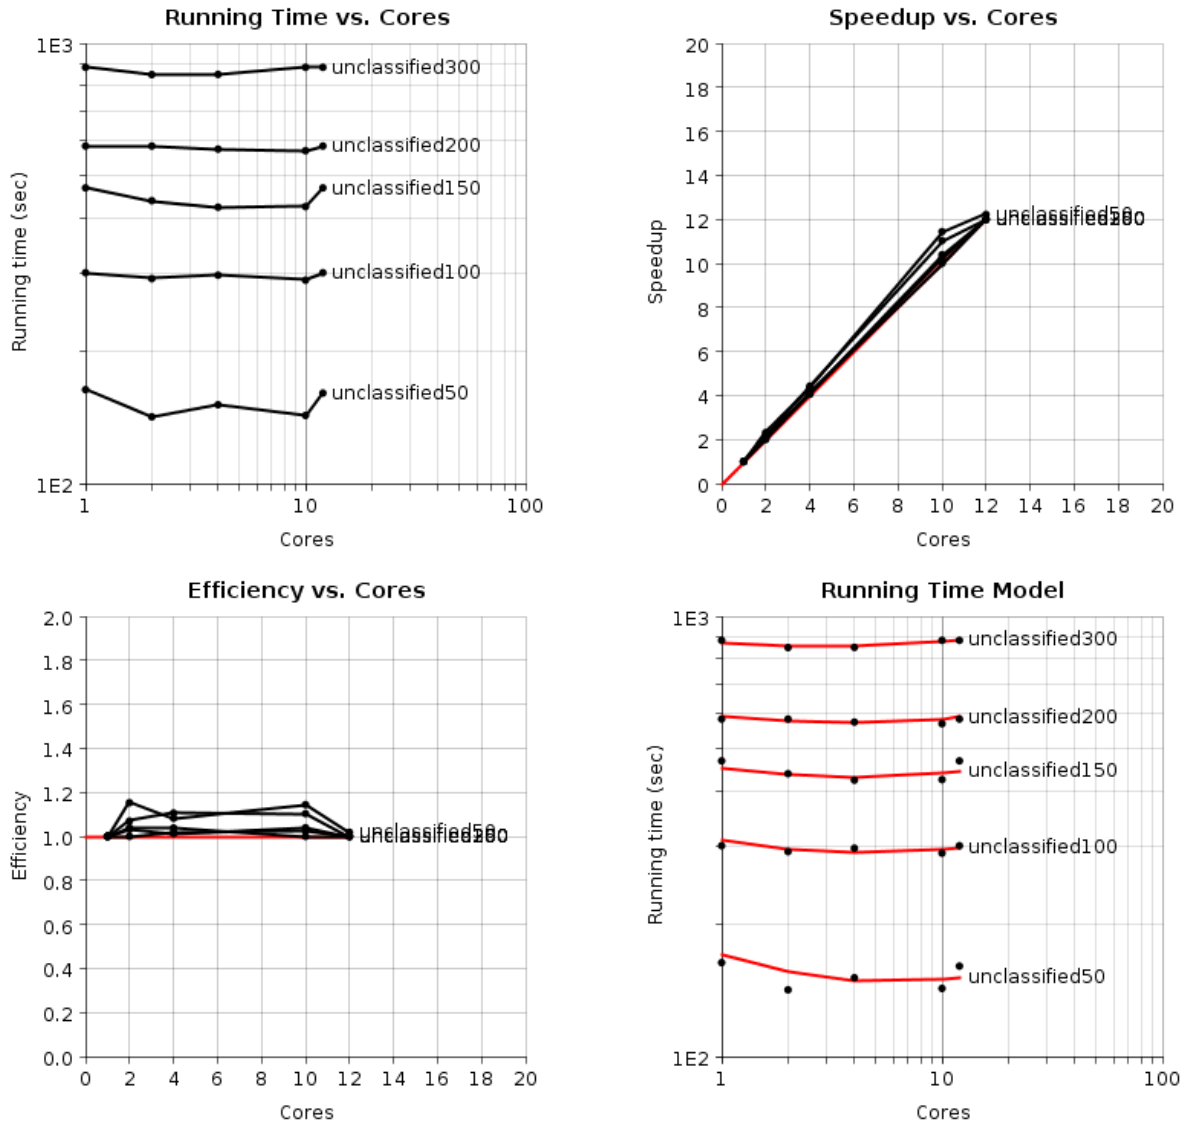 Running Time vs. Cores
1E3
1E2
Running time (sec)
unclassified300
unclassified200
unclassified150
unclassified100
unclassified50
1 10 100
Cores
Speedup vs. Cores
20
18
16
14
12
10
8
6
4
2
0
Speedup
unclassified50
0 2 4 6 8 10 12 14 16 18 20
Cores
Efficiency vs. Cores
2.0
1.8
1.6
1.4
1.2
1.0
0.8
0.6
0.4
0.2
0.0
Efficiency
unclassified50
0 2 4 6 8 10 12 14 16 18 20
Cores
Running Time Model
1E3
1E2
Running time (sec)
unclassified300
unclassified200
unclassified150
unclassified100
unclassified50
1 10 100
Cores